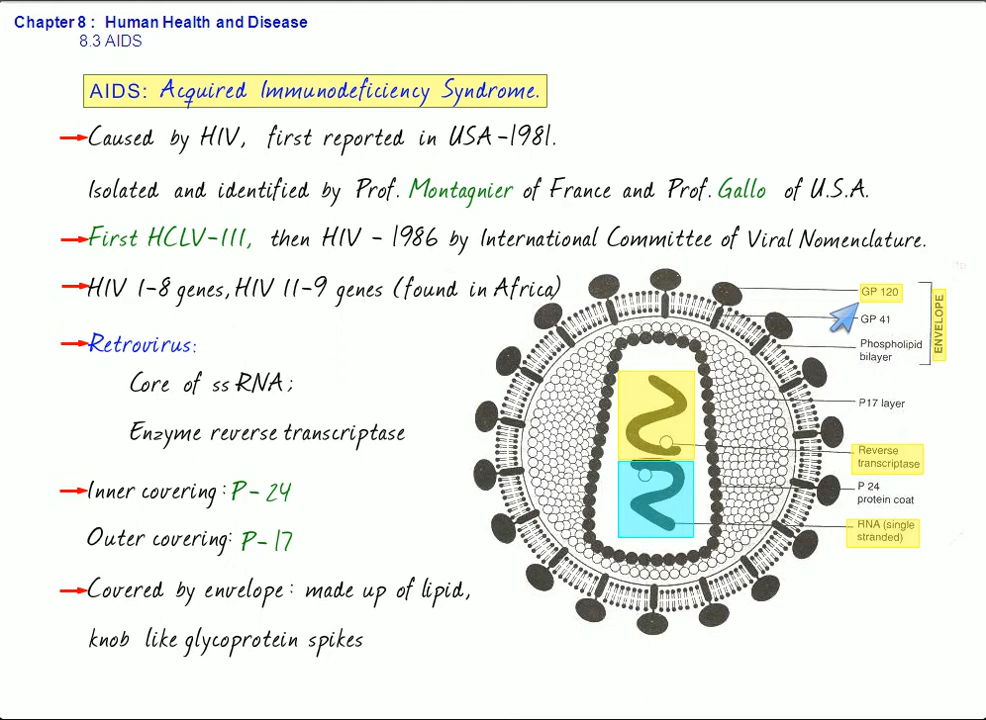 Chapter 8 : Human Health and Disease
8.3 AIDS
AIDS: Acquired Immunodeficiency Syndrome.
Caused by HIV, first reported in USA-1981.
Isolated and identified by Prof. Montagnier of France and Prof. Gallo of U.S.A.
First HCLV-III, then HIV - 1986 by International Committee of Viral Nomenclature.
HIV 1-8 genes, HIV 11-9 genes (found in Africa)
Retrovirus:
Core of ss RNA;
Enzyme reverse transcriptase
Inner covering: P-24
Outer covering: P-17
Covered by envelope: made up of lipid,
knob like glycoprotein spikes
GP 120
GP 41
Phospholipid
bilayer
ENVELOPE
P17 layer
Reverse
transcriptase
P 24
protein coat
RNA (single
stranded)